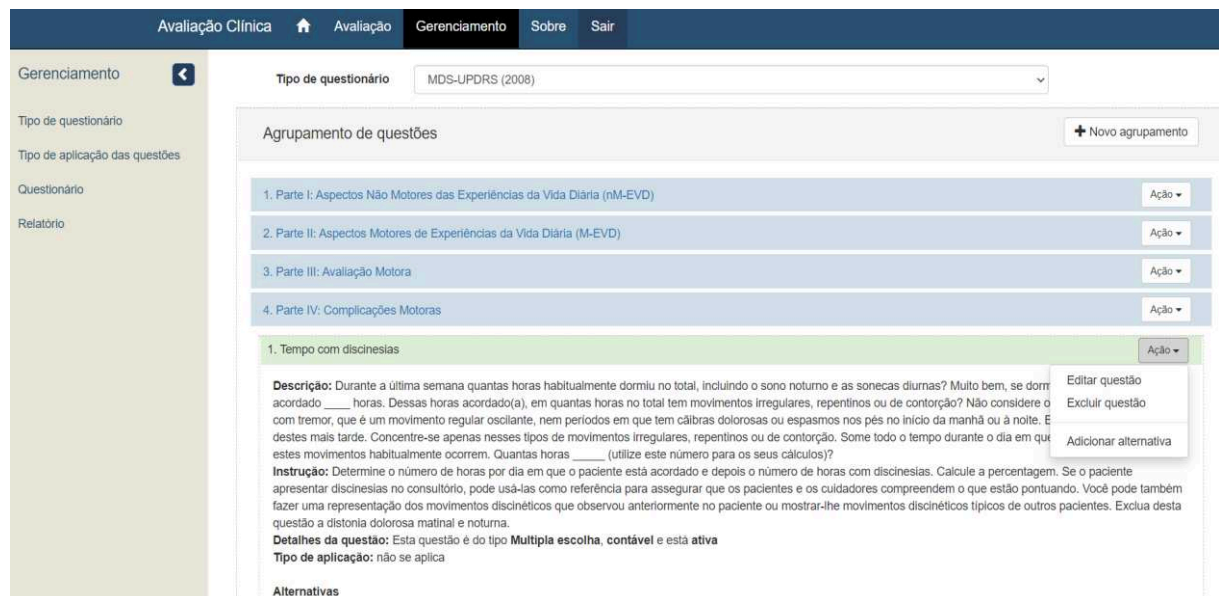 Avaliação Clínica Avaliação Gerenciamento Sobre Sair
Gerenciamento
Tipo de questionário
Tipo de aplicação das questões
Questionário
Relatório
Tipo de questionário MDS-UPDRS (2008)
Agrupamento de questões
Novo agrupamento
1. Parte I: Aspectos Não Motores das Experiências da Vida Diária (nM-EVD) Ação
2. Parte II: Aspectos Motores de Experiências da Vida Diária (M-EVD) Ação
3. Parte III: Avaliação Motora Ação
4. Parte IV: Complicações Motoras Ação
1. Tempo com discinesias Ação
Editar questão
Excluir questão
Adicionar alternativa
Descrição: Durante a última semana quantas horas habitualmente dormiu no total, incluindo o sono noturno e as sonecas diurnas? Muito bem, se dorm
acordado ____ horas. Dessas horas acordado(a), em quantas horas no total tem movimentos irregulares, repentinos ou de contorção? Não considere o
com tremor, que é um movimento regular oscilante, nem períodos em que tem cãibras dolorosas ou espasmos nos pés no início da manhã ou à noite. E
destes mais tarde. Concentre-se apenas nesses tipos de movimentos irregulares, repentinos ou de contorção. Some todo o tempo durante o dia em que
estes movimentos habitualmente ocorrem. Quantas horas _____ (utilize este número para os seus cálculos)?
Instrução: Determine o número de horas por dia em que o paciente está acordado e depois o número de horas com discinesias. Calcule a percentagem. Se o paciente
apresentar discinesias no consultório, pode usá-las como referência para assegurar que os pacientes e os cuidadores compreendem o que estão pontuando. Você pode também
fazer uma representação dos movimentos discinéticos que observou anteriormente no paciente ou mostrar-lhe movimentos discinéticos típicos de outros pacientes. Exclua desta
questão a distonia dolorosa matinal e noturna.
Detalhes da questão: Esta questão é do tipo Multipla escolha, contável e está ativa
Tipo de aplicação: não se aplica
Alternativas